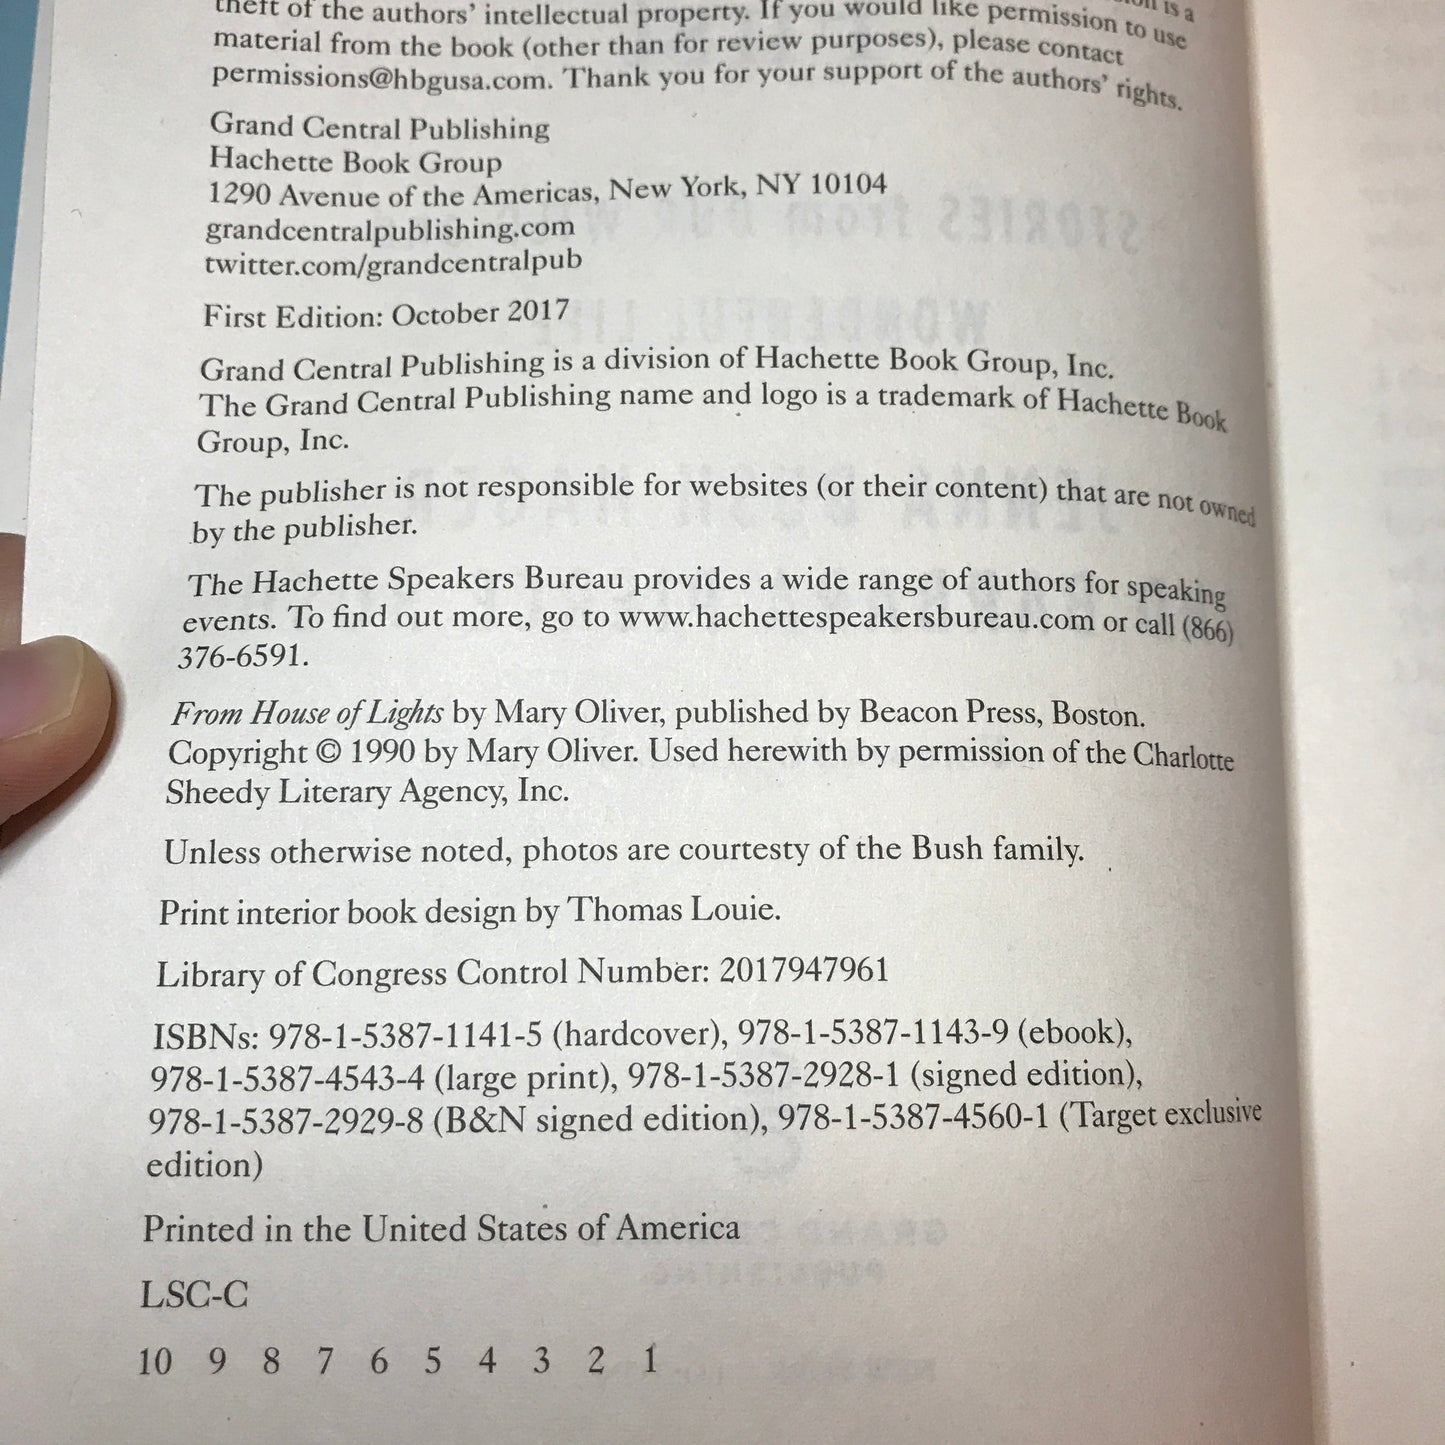 is a
theft of the authors' intellectual property. If you would like permission to use
material from the book (other than for review purposes), please contact
permissions@hbgusa.com. Thank you for your support of the authors' rights.
Grand Central Publishing
Hachette Book Group
1290 Avenue of the Americas, New York, NY 10104
grandcentralpublishing.com
twitter.com/grandcentralpub
First Edition: October 2017
Grand Central Publishing is a division of Hachette Book Group, Inc.
The Grand Central Publishing name and logo is a trademark of Hachette Book
Group, Inc.
The publisher is not responsible for websites (or their content) that are not owned
by the publisher.
The Hachette Speakers Bureau provides a wide range of authors for speaking
events. To find out more, go to www.hachettespeakersbureau.com or call (866)
376-6591.
From House of Lights by Mary Oliver, published by Beacon Press, Boston.
Copyright © 1990 by Mary Oliver. Used herewith by permission of the Charlotte
Sheedy Literary Agency, Inc.
Unless otherwise noted, photos are courtesty of the Bush family.
Print interior book design by Thomas Louie.
Library of Congress Control Number: 2017947961
ISBNs: 978-1-5387-1141-5 (hardcover), 978-1-5387-1143-9 (ebook),
978-1-5387-4543-4 (large print), 978-1-5387-2928-1 (signed edition),
978-1-5387-2929-8 (B&N signed edition), 978-1-5387-4560-1 (Target exclusive
edition)
Printed in the United States of America
LSC-C
10 9 8 7 6 5 4 3 2 1